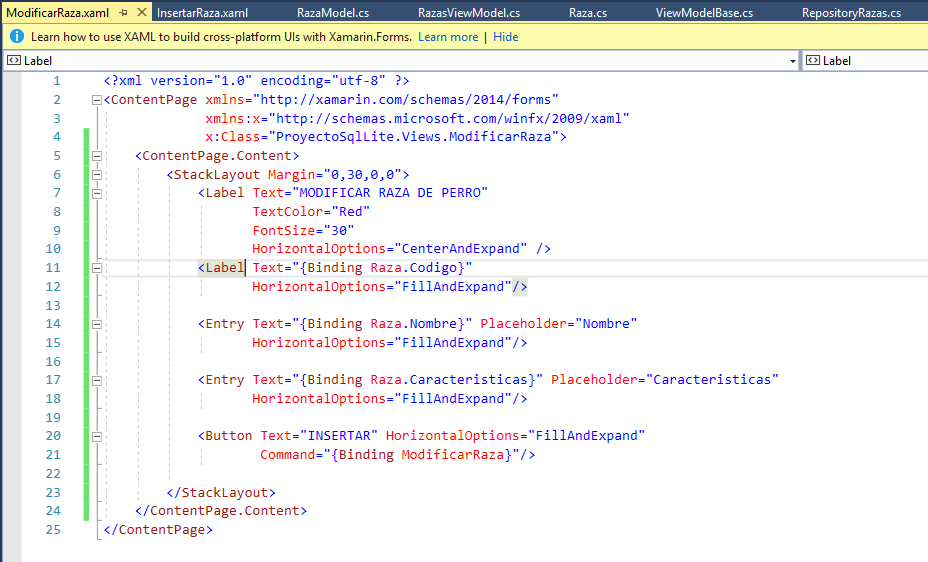 ModificarRaza.xaml InsertarRaza.xaml RazaModel.cs RazasViewModel.cs Raza.cs ViewModelBase.cs RepositoryRazas.cs
Learn how to use XAML to build cross-platform UIs with Xamarin.Forms. Learn more | Hide
Label Label
1 <?xml version="1.0" encoding="utf-8" ?>
2 <ContentPage xmlns="http://xamarin.com/schemas/2014/forms"
3 xmlns:x="http://schemas.microsoft.com/winfx/2009/xaml"
4 x:Class="ProyectoSqlLite.Views.ModificarRaza">
5 <ContentPage.Content>
6 <StackLayout Margin="0,30,0,0">
7 <Label Text="MODIFICAR RAZA DE PERRO"
8 TextColor="Red"
9 FontSize="30"
10 HorizontalOptions="CenterAndExpand" />
11 <Label Text="{Binding Raza.Codigo}"
12 HorizontalOptions="FillAndExpand"/>
13
14 <Entry Text="{Binding Raza.Nombre}" Placeholder="Nombre"
15 HorizontalOptions="FillAndExpand"/>
16
17 <Entry Text="{Binding Raza.Caracteristicas}" Placeholder="Caracteristicas"
18 HorizontalOptions="FillAndExpand"/>
19
20 <Button Text="INSERTAR" HorizontalOptions="FillAndExpand"
21 Command="{Binding ModificarRaza}"/>
22
23 </StackLayout>
24 </ContentPage.Content>
25 </ContentPage>